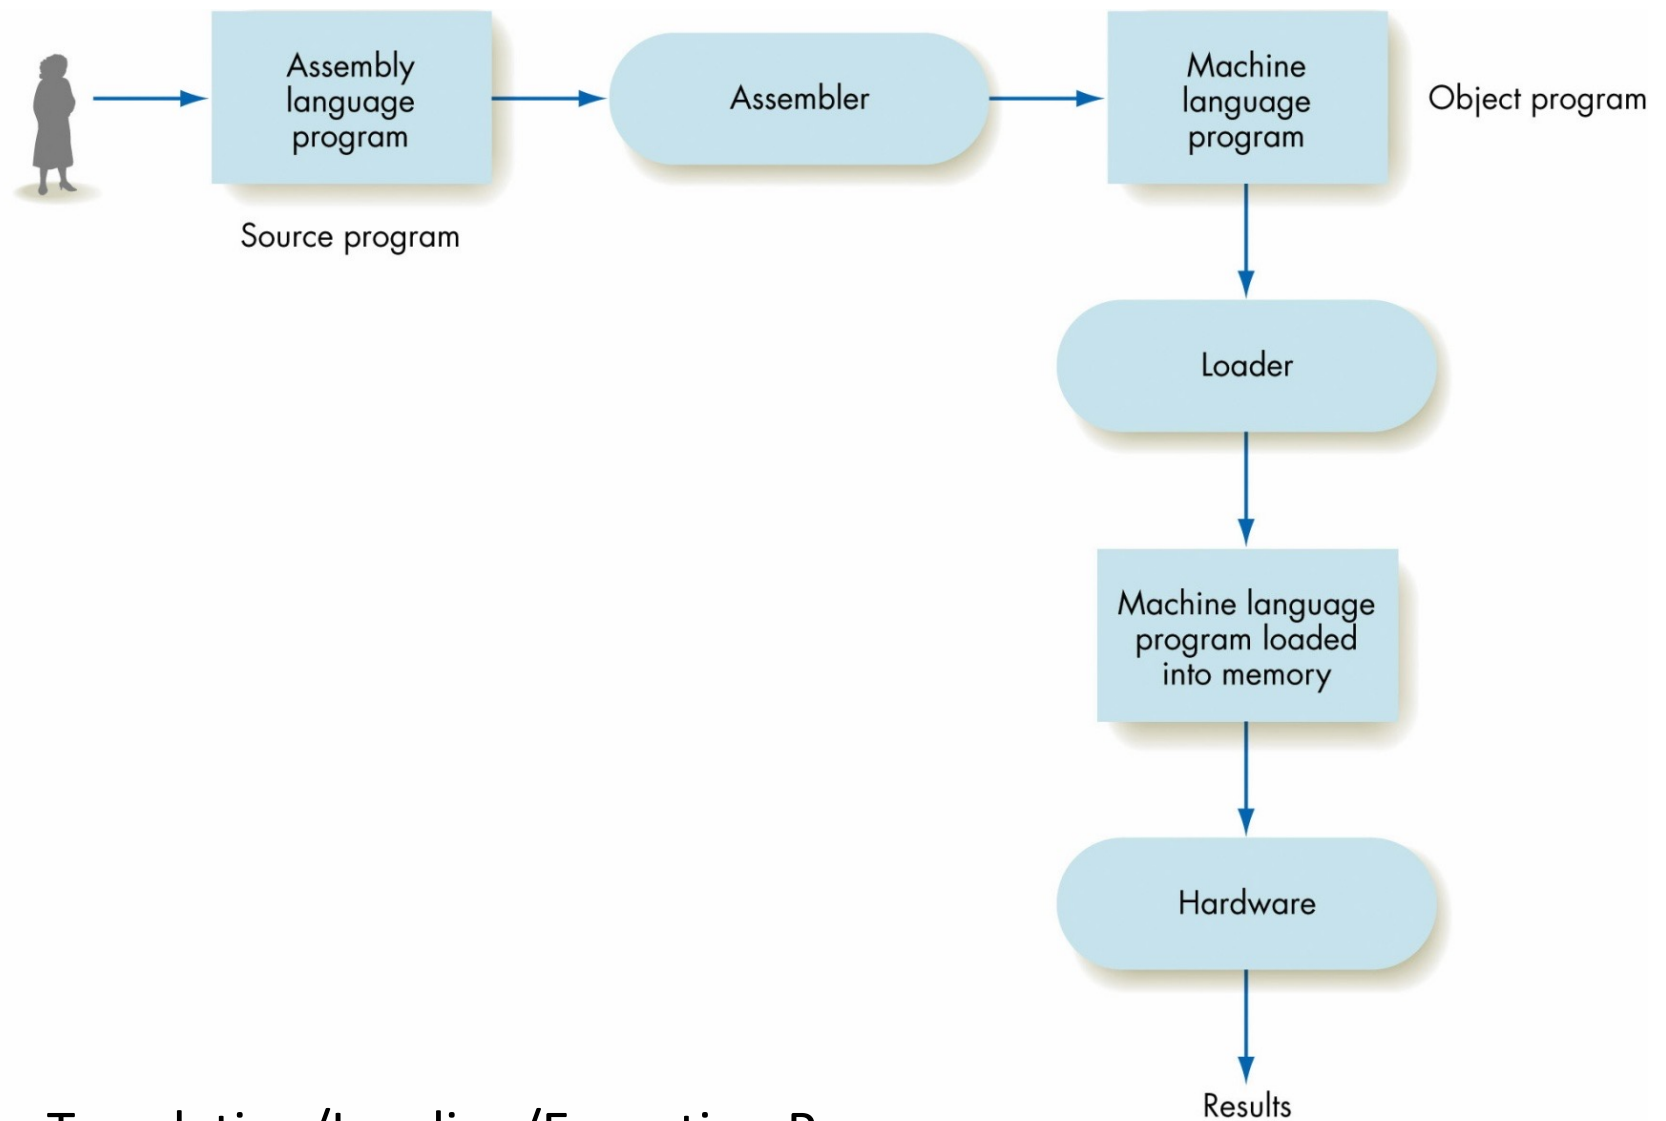 Assembly
language
program
Assembler
Machine
language
program
Object program
Source program
Loader
Machine language
program loaded
into memory
Hardware
Results